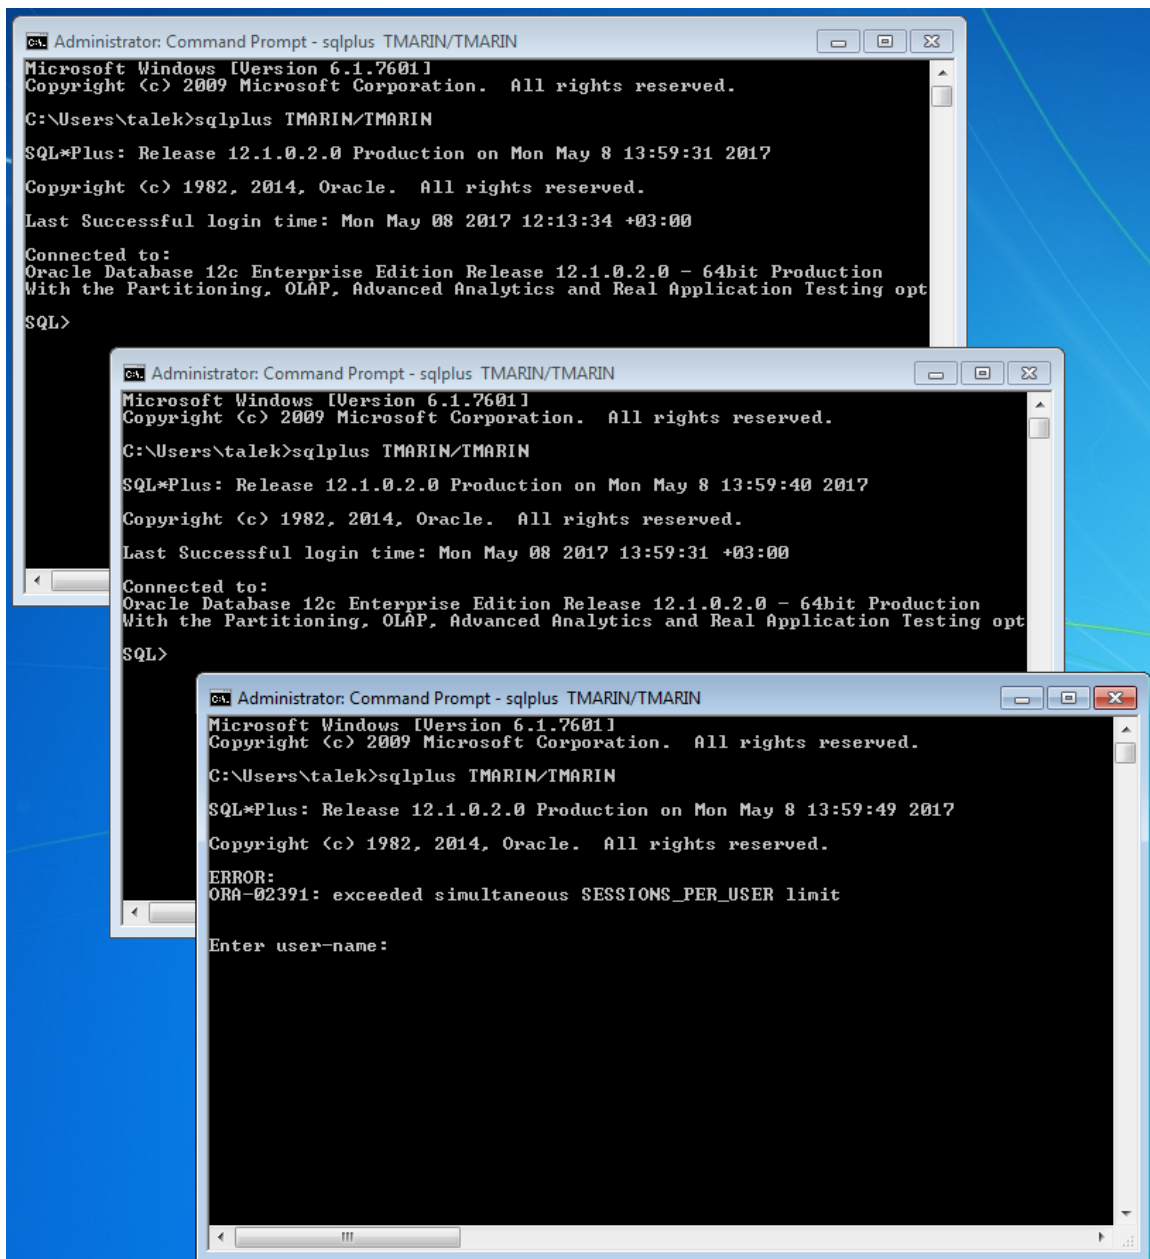 Administrator: Command Prompt - sqlplus  TMARIN/TMARIN
Microsoft Windows [Version 6.1.7601]
Copyright (c) 2009 Microsoft Corporation.  All rights reserved.
C:\Users\talek>sqlplus TMARIN/TMARIN
SQL*Plus: Release 12.1.0.2.0 Production on Mon May 8 13:59:31 2017
Copyright (c) 1982, 2014, Oracle.  All rights reserved.
Last Successful login time: Mon May 08 2017 12:13:34 +03:00
Connected to:
Oracle Database 12c Enterprise Edition Release 12.1.0.2.0 - 64bit Production
With the Partitioning, OLAP, Advanced Analytics and Real Application Testing opt
SQL>
Administrator: Command Prompt - sqlplus  TMARIN/TMARIN
Microsoft Windows [Version 6.1.7601]
Copyright (c) 2009 Microsoft Corporation.  All rights reserved.
C:\Users\talek>sqlplus TMARIN/TMARIN
SQL*Plus: Release 12.1.0.2.0 Production on Mon May 8 13:59:40 2017
Copyright (c) 1982, 2014, Oracle.  All rights reserved.
Last Successful login time: Mon May 08 2017 13:59:31 +03:00
Connected to:
Oracle Database 12c Enterprise Edition Release 12.1.0.2.0 - 64bit Production
With the Partitioning, OLAP, Advanced Analytics and Real Application Testing opt
SQL>
Administrator: Command Prompt - sqlplus  TMARIN/TMARIN
Microsoft Windows [Version 6.1.7601]
Copyright (c) 2009 Microsoft Corporation.  All rights reserved.
C:\Users\talek>sqlplus TMARIN/TMARIN
SQL*Plus: Release 12.1.0.2.0 Production on Mon May 8 13:59:49 2017
Copyright (c) 1982, 2014, Oracle.  All rights reserved.
ERROR:
ORA-02391: exceeded simultaneous SESSIONS_PER_USER limit
Enter user-name: